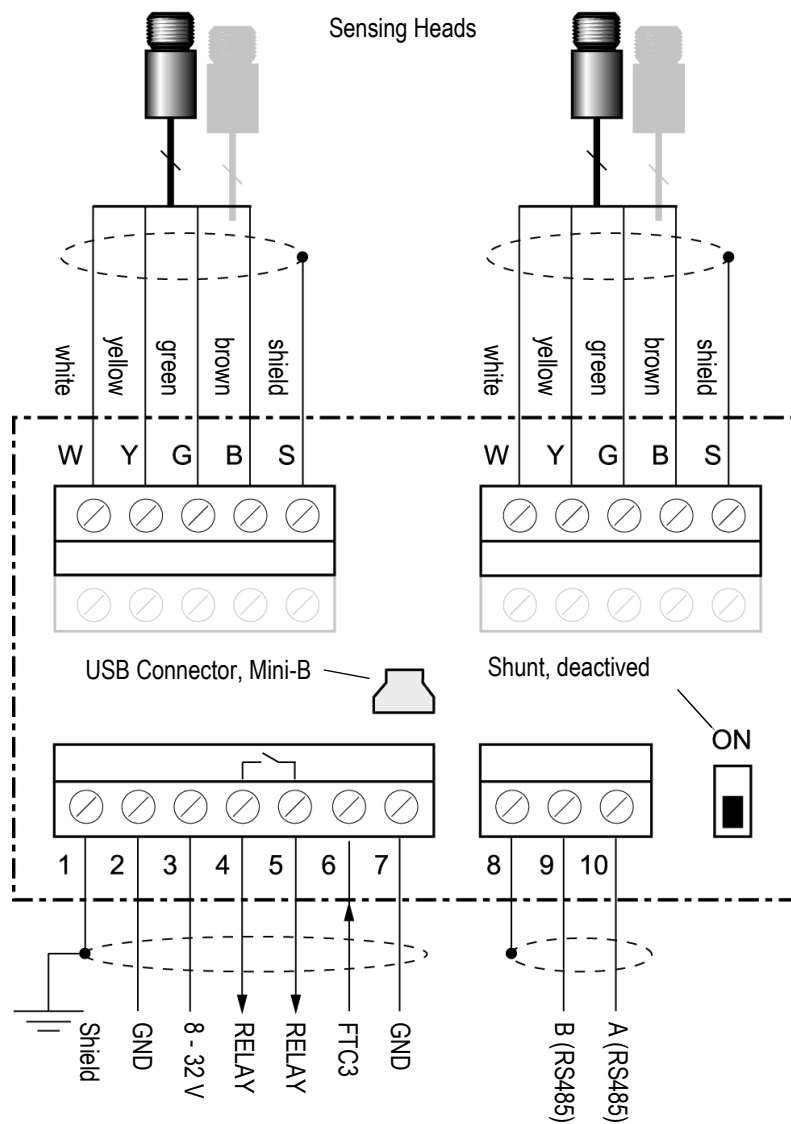 Sensing Heads
white yellow green brown shield
white yellow green brown shield
W Y G B S
W Y G B S
USB Connector, Mini-B
Shunt, deactived
ON
1 2 3 4 5 6 7
8 9 10
Shield
GND
8 - 32 V
RELAY
RELAY
FTC3
GND
B (RS485)
A (RS485)